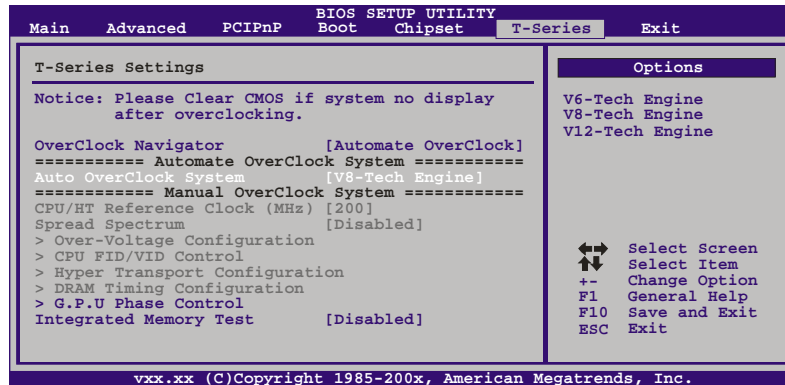 BIOS SETUP UTILITY
Main Advanced PCIPnP Boot Chipset T-Series Exit
T-Series Settings
Notice: Please Clear CMOS if system no display
after overclocking.
OverClock Navigator [Automate OverClock]
=========== Automate OverClock System ===========
Auto OverClock System [V8-Tech Engine]
============ Manual OverClock System ============
CPU/HT Reference Clock (MHz) [200]
Spread Spectrum [Disabled]
> Over-Voltage Configuration
> CPU FID/VID Control
> Hyper Transport Configuration
> DRAM Timing Configuration
> G.P.U Phase Control
Integrated Memory Test [Disabled]
Options
V6-Tech Engine
V8-Tech Engine
V12-Tech Engine
Select Screen
Select Item
+- Change Option
F1 General Help
F10 Save and Exit
ESC Exit
vxx.xx (C)Copyright 1985-200x, American Megatrends, Inc.